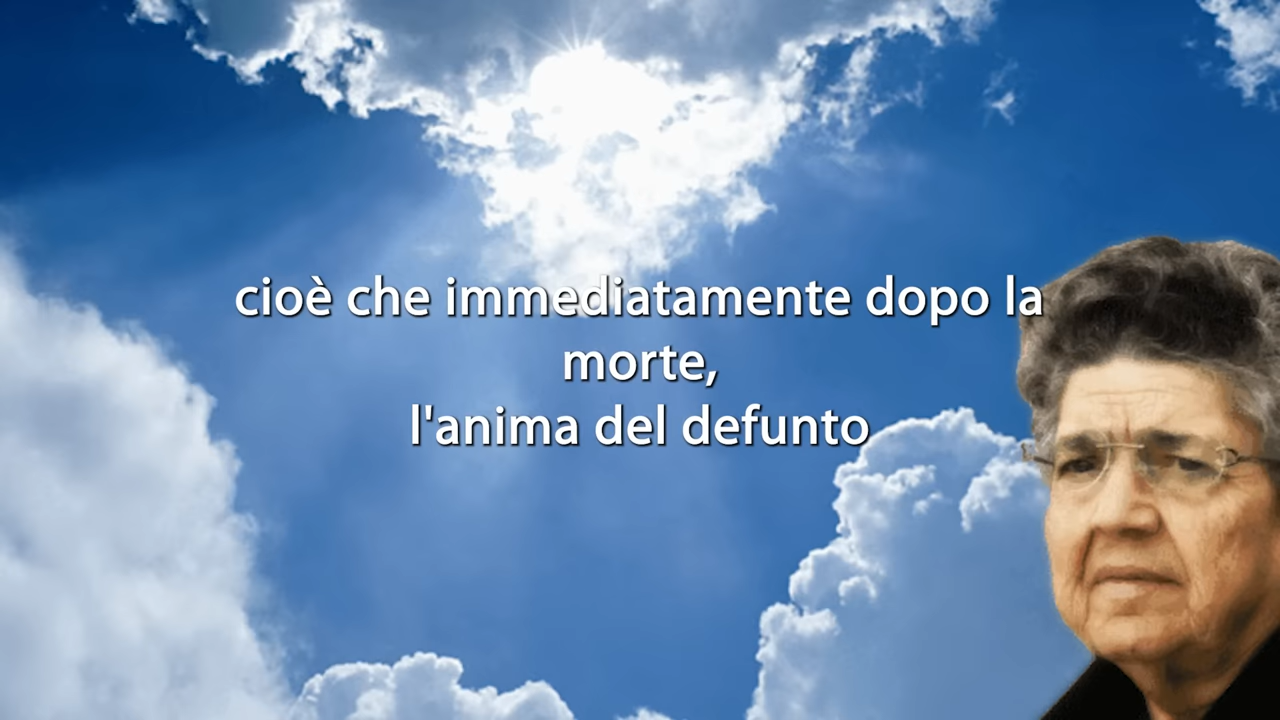 cioè che immediatamente dopo la
morte,
l'anima del defunto